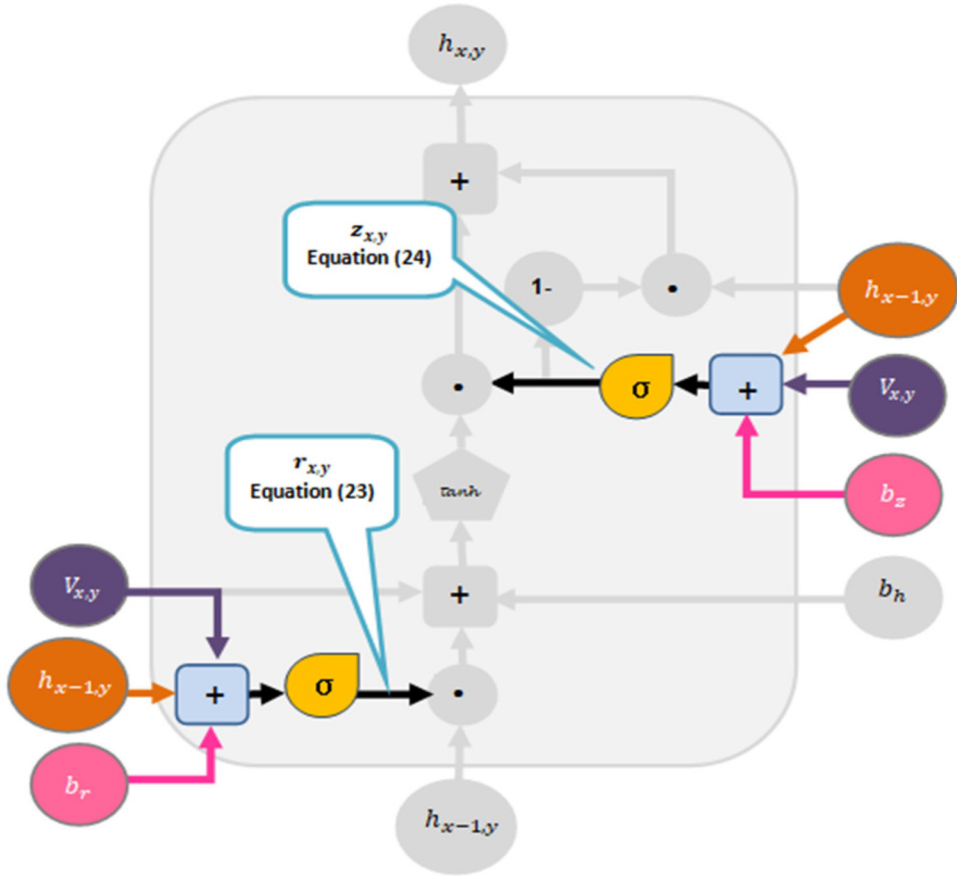 h_{x,y}
+
z_{x,y}
Equation (24)
1-
•
h_{x-1,y}
•
σ
+
V_{x,y}
r_{x,y}
Equation (23)
tanh
b_z
V_{x,y}
+
b_h
h_{x-1,y}
+
σ
•
b_r
h_{x-1,y}